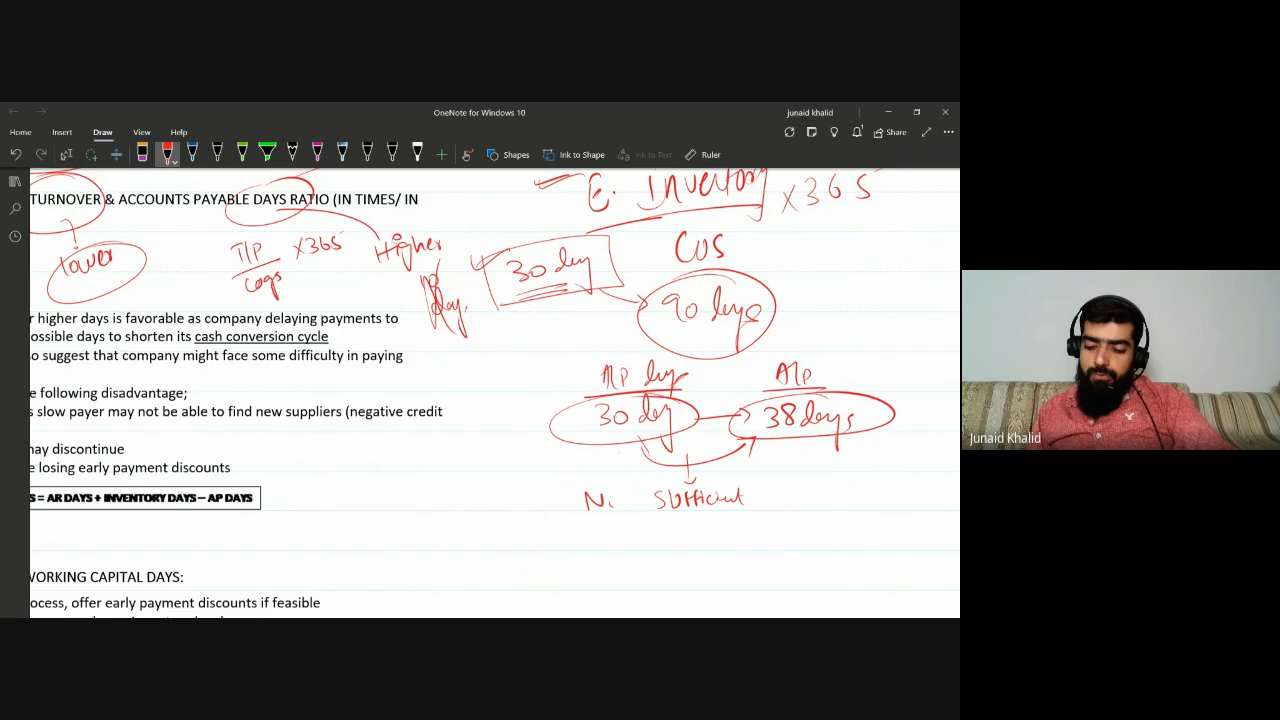 OneNote for Windows 10
junaid khalid
Home Insert Draw View Help
Share
Shapes
Ink to Shape
Ink to Text
Ruler
TURNOVER & ACCOUNTS PAYABLE DAYS RATIO (IN TIMES/ IN
E. Inventory X365
COS
lower
T/P X365
cogs
Higher
day.
30 day
90 days
r higher days is favorable as company delaying payments to
ossible days to shorten its cash conversion cycle
so suggest that company might face some difficulty in paying
e following disadvantage;
s slow payer may not be able to find new suppliers (negative credit
may discontinue
e losing early payment discounts
S = AR DAYS + INVENTORY DAYS – AP DAYS
A/P day A/P
30 day 38 days
N. Sufficient
WORKING CAPITAL DAYS:
ocess, offer early payment discounts if feasible
Junaid Khalid